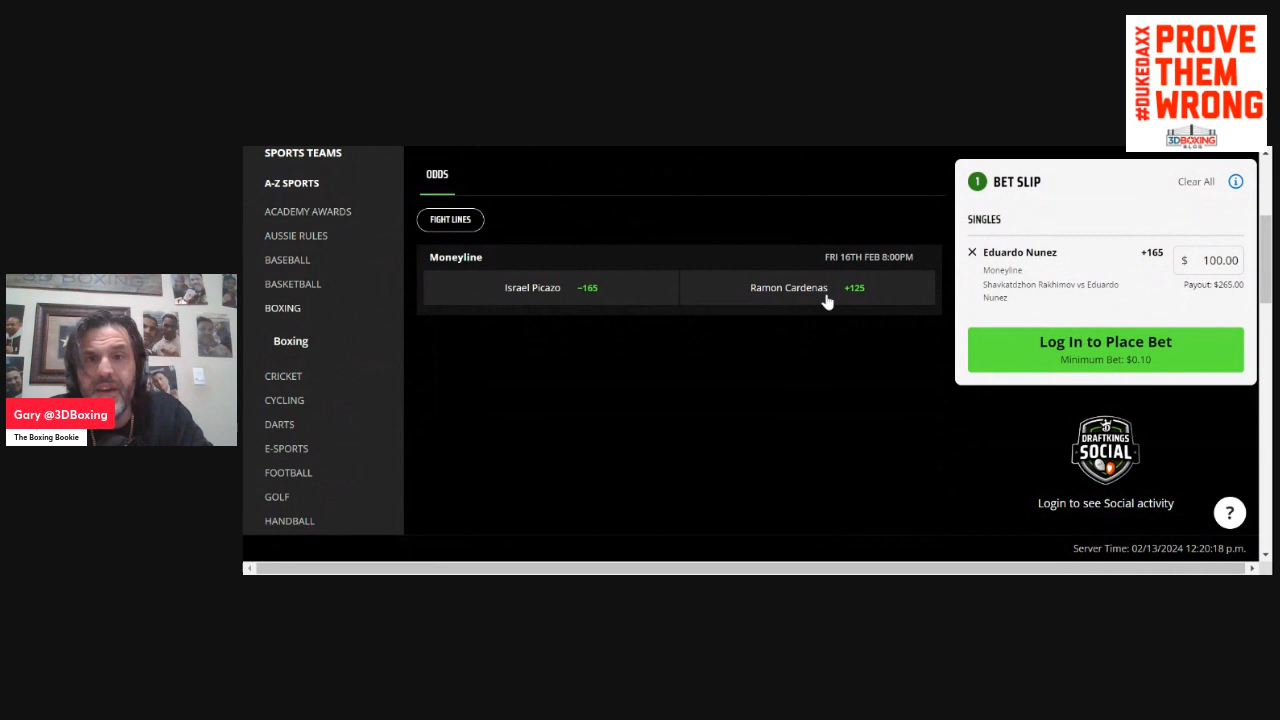 #DUKEDAXX
PROVE
THEM
WRONG
3DBOXING
BLOG
SPORTS TEAMS
A-Z SPORTS
ACADEMY AWARDS
AUSSIE RULES
BASEBALL
BASKETBALL
BOXING
Boxing
CRICKET
CYCLING
DARTS
E-SPORTS
FOOTBALL
GOLF
HANDBALL
ODDS
FIGHT LINES
Moneyline FRI 16TH FEB 8:00PM
Israel Picazo −165 Ramon Cardenas +125
1 BET SLIP Clear All i
SINGLES
× Eduardo Nunez +165 $ 100.00
Moneyline
Shavkatdzhon Rakhimov vs Eduardo Payout: $265.00
Nunez
Log In to Place Bet
Minimum Bet: $0.10
DRAFTKINGS
SOCIAL
Login to see Social activity
?
Server Time: 02/13/2024 12:20:18 p.m.
3D BOXING
Gary @3DBoxing
The Boxing Bookie